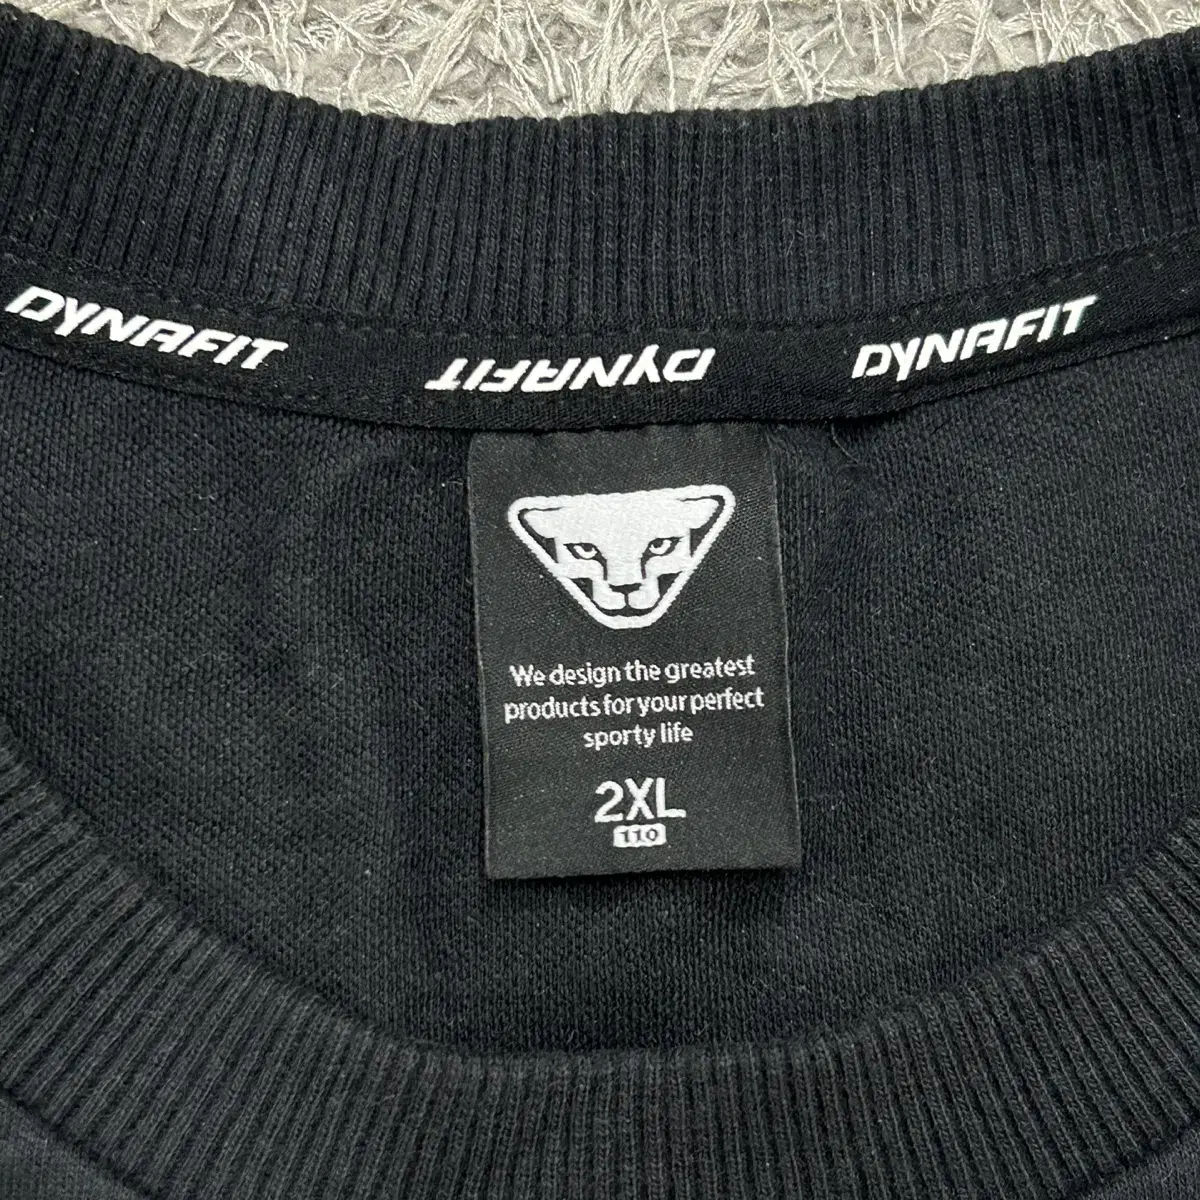 DYNAFIT
DYNAFIT
DYNAFIT
We design the greatest
products for your perfect
sporty life
2XL
110